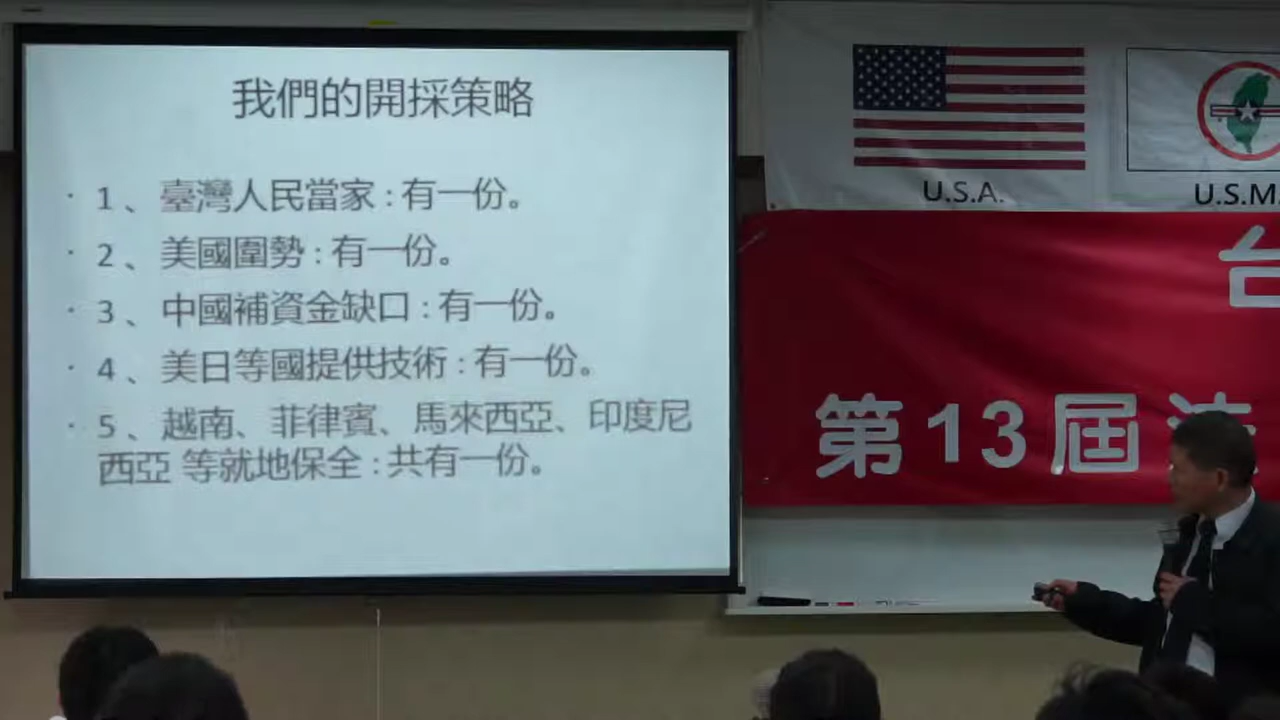 我們的開採策略
· 1、臺灣人民當家:有一份。
· 2、美國圍勢:有一份。
· 3、中國補資金缺口:有一份。
· 4、美日等國提供技術:有一份。
· 5、越南、菲律賓、馬來西亞、印度尼
西亞 等就地保全:共有一份。
U.S.A.
U.S.M.
台
第13屆